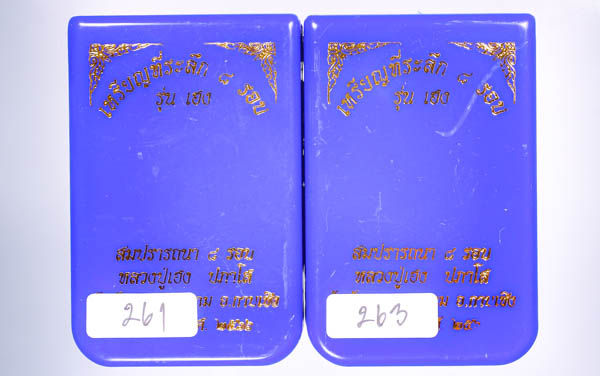 เหรียญที่ระลึก ๘ รอบ
รุ่น เฮง
สมปรารถนา ๘ รอบ
หลวงปู่เฮง ปภาโส
261
เหรียญที่ระลึก ๘ รอบ
รุ่น เฮง
สมปรารถนา ๘ รอบ
หลวงปู่เฮง ปภาโส
263